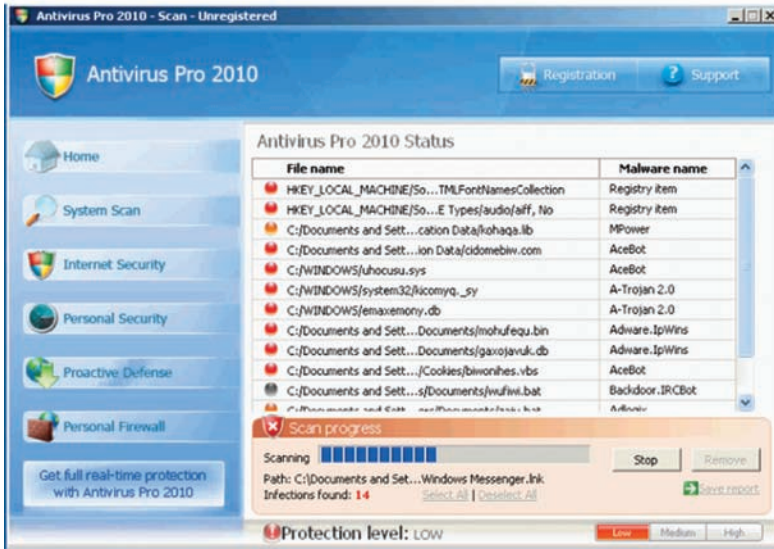 Antivirus Pro 2010 - Scan - Unregistered
Antivirus Pro 2010
Registration
Support
Home
System Scan
Internet Security
Personal Security
Proactive Defense
Personal Firewall
Get full real-time protection
with Antivirus Pro 2010
Antivirus Pro 2010 Status
File name Malware name
HKEY_LOCAL_MACHINE/So...TMLFontNamesCollection Registry item
HKEY_LOCAL_MACHINE/So...E Types/audio/aiff, No Registry item
C:/Documents and Sett...cation Data/kohaqa.lib MPower
C:/Documents and Sett...ion Data/cidomebiw.com AceBot
C:/WINDOWS/uhocusu.sys AceBot
C:/WINDOWS/system32/kicomyq._sy A-Trojan 2.0
C:/WINDOWS/emaxemony.db A-Trojan 2.0
C:/Documents and Sett...Documents/mohufequ.bin Adware.IpWins
C:/Documents and Sett...Documents/gaxojavuk.db Adware.IpWins
C:/Documents and Sett.../Cookies/biwonihes.vbs AceBot
C:/Documents and Sett...s/Documents/wufiwi.bat Backdoor.IRCBot
Scan progress
Scanning
Stop
Remove
Path: C:\Documents and Set...Windows Messenger.lnk
Infections found: 14 Select All | Deselect All
Save report
Protection level: LOW
Low Medium High